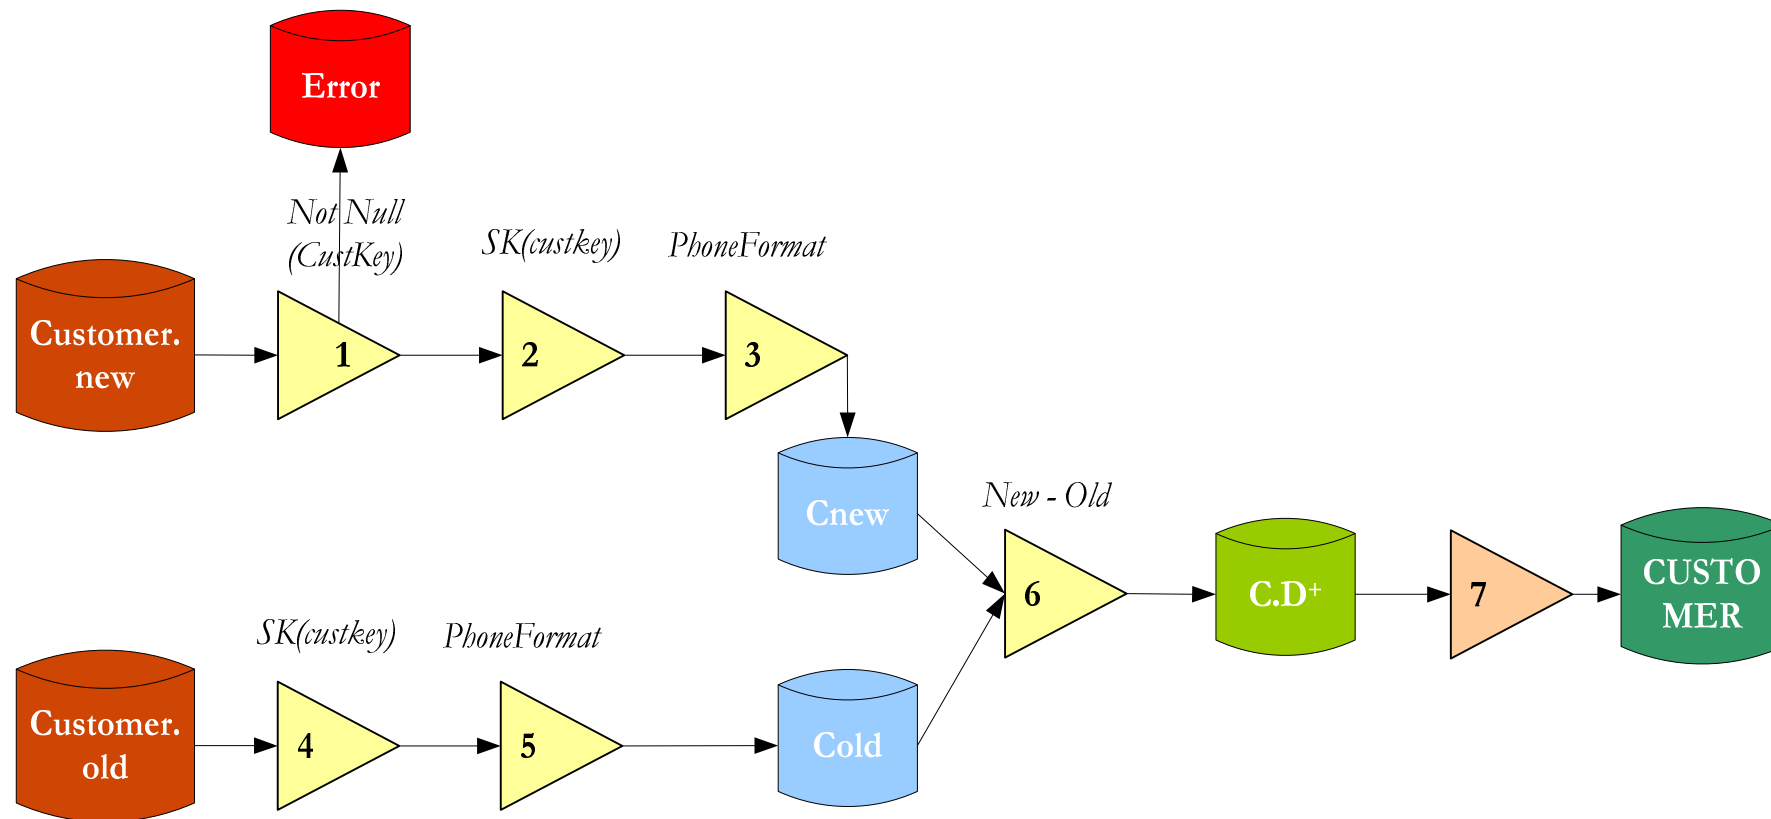 Error
Not Null
(CustKey)
SK(custkey)
PhoneFormat
Customer.
new
1
2
3
Cnew
New - Old
6
C.D+
7
CUSTO
MER
SK(custkey)
PhoneFormat
Customer.
old
4
5
Cold